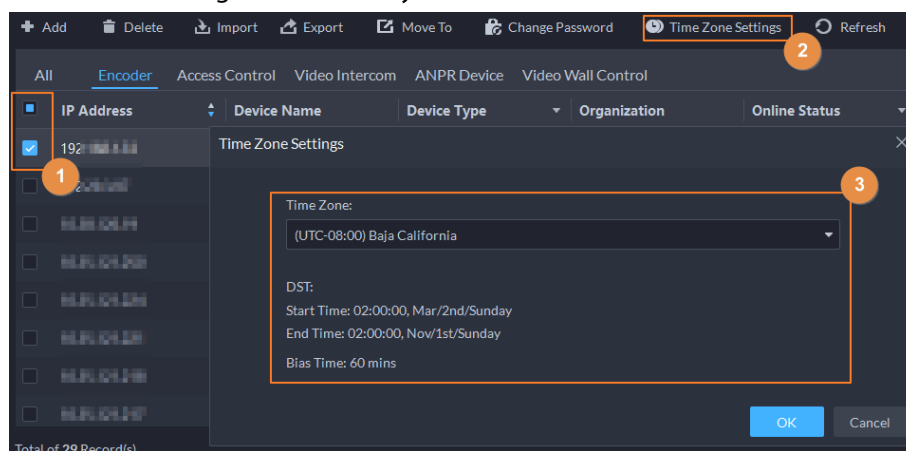 Add Delete Import Export Move To Change Password Time Zone Settings Refresh
2
All Encoder Access Control Video Intercom ANPR Device Video Wall Control
IP Address Device Name Device Type Organization Online Status
192
Time Zone Settings
1
3
Time Zone:
(UTC-08:00) Baja California
DST:
Start Time: 02:00:00, Mar/2nd/Sunday
End Time: 02:00:00, Nov/1st/Sunday
Bias Time: 60 mins
OK Cancel
Total of 29 Record(s)